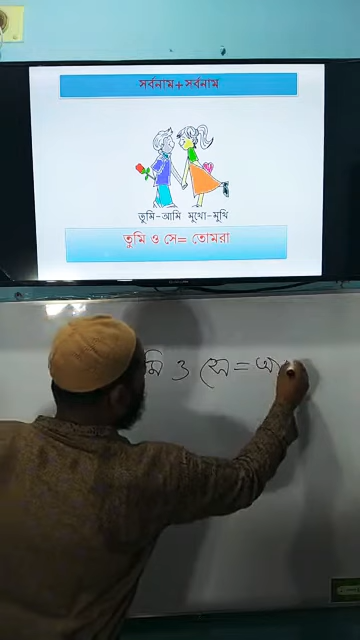 সর্বনাম+সর্বনাম
তুমি-আমি মুখো-মুখি
তুমি ও সে= তোমরা
মি ও সে = আ